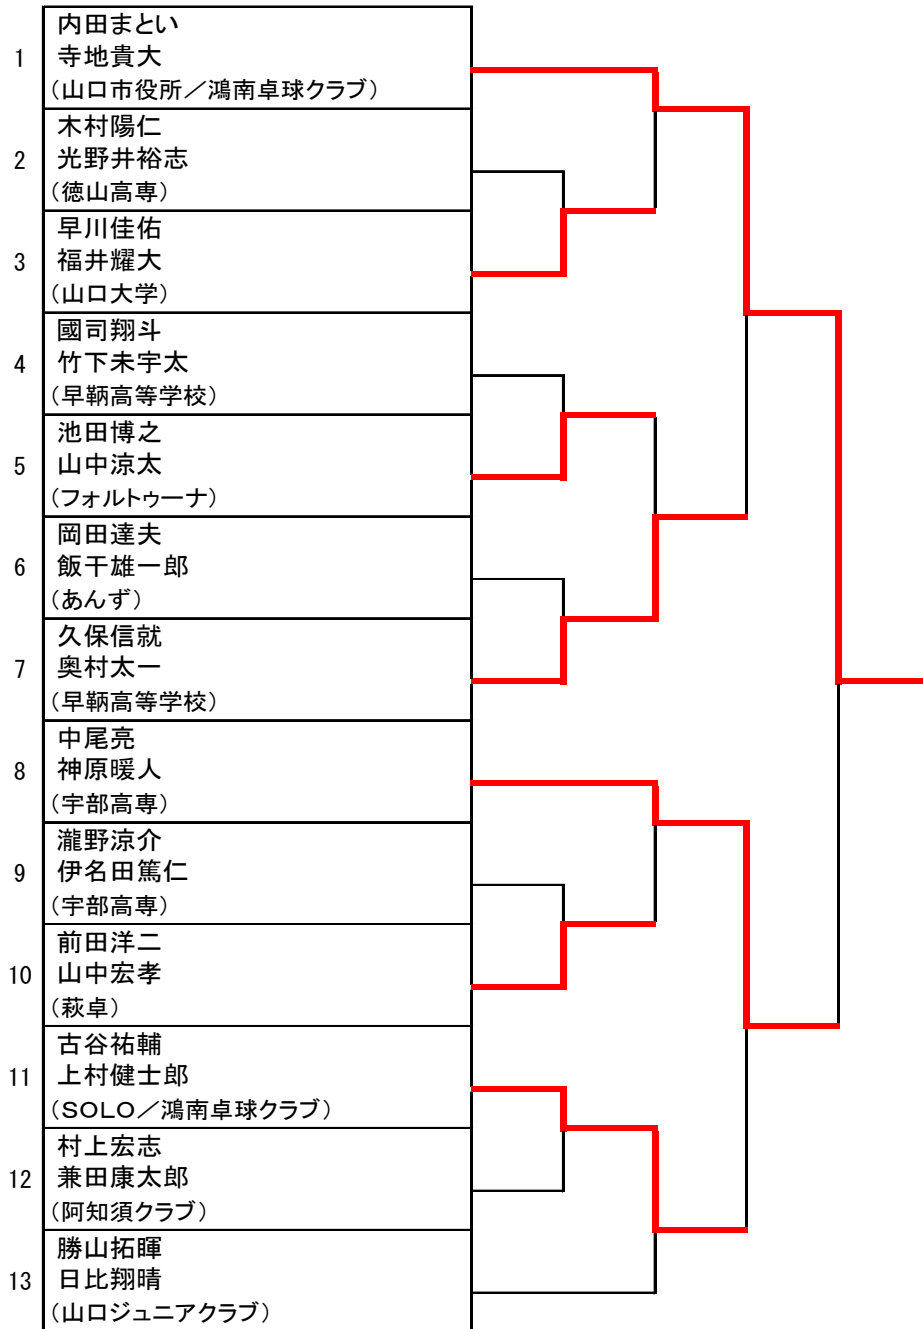 内田まとい
1
寺地貴大
(山口市役所／鴻南卓球クラブ)
木村陽仁
2
光野井裕志
(徳山高専)
早川佳佑
3
福井耀大
(山口大学)
國司翔斗
4
竹下未宇太
(早鞆高等学校)
池田博之
5
山中涼太
(フォルトゥーナ)
岡田達夫
6
飯干雄一郎
(あんず)
久保信就
7
奥村太一
(早鞆高等学校)
中尾亮
8
神原暖人
(宇部高専)
瀧野涼介
9
伊名田篤仁
(宇部高専)
前田洋二
10
山中宏孝
(萩卓)
古谷祐輔
11
上村健士郎
(ＳＯＬＯ／鴻南卓球クラブ)
村上宏志
12
兼田康太郎
(阿知須クラブ)
勝山拓暉
13
日比翔晴
(山口ジュニアクラブ)